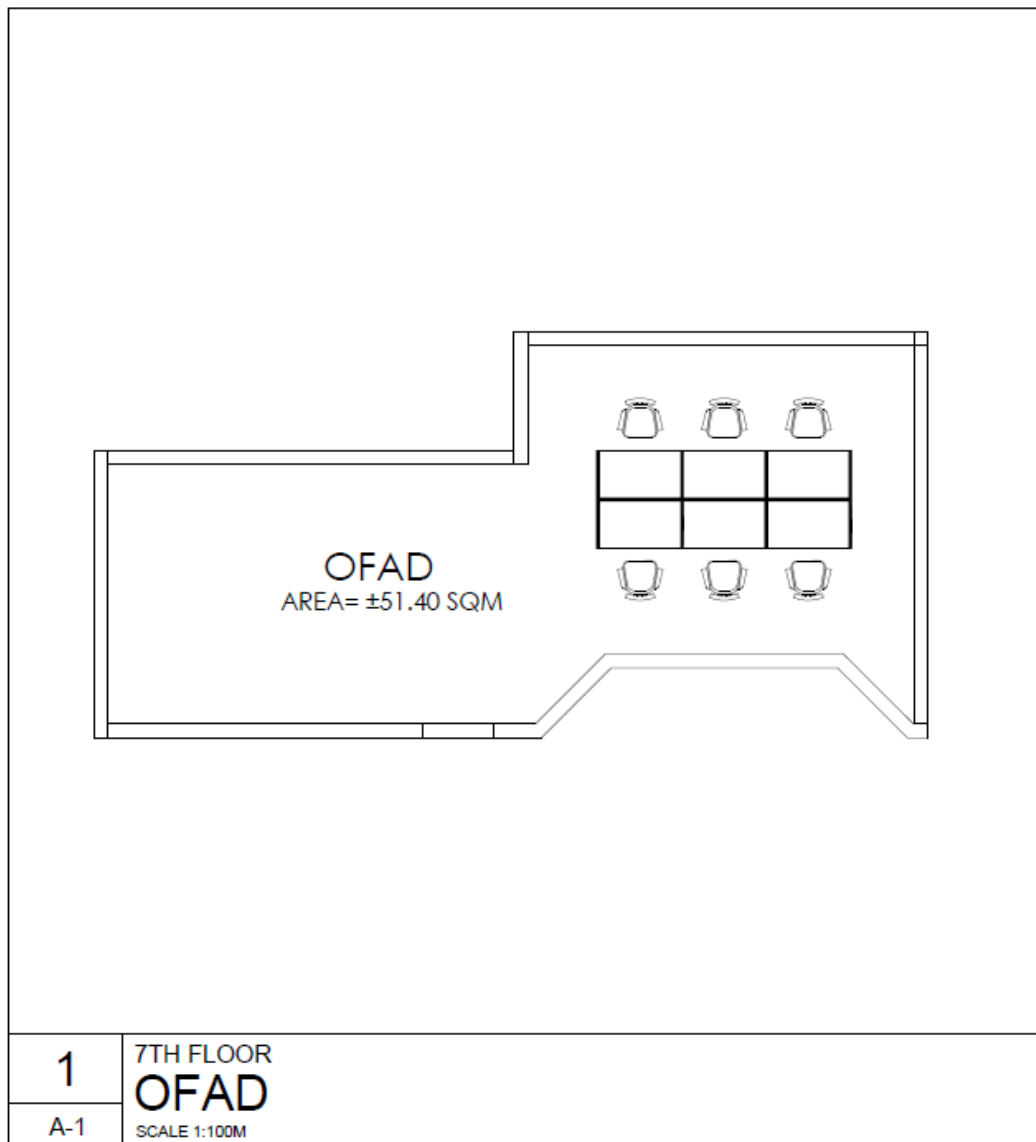 OFAD
AREA= ±51.40 SQM
1
A-1
7TH FLOOR
OFAD
SCALE 1:100M